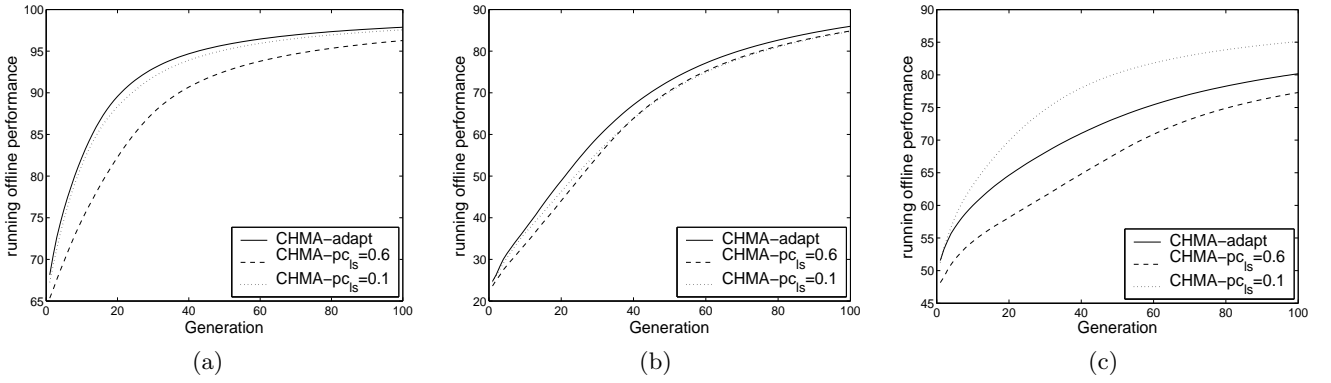 running offline performance
100
95
90
85
80
75
70
65
0 20 40 60 80 100
Generation
CHMA-adapt
CHMA-pc_ls=0.6
CHMA-pc_ls=0.1
(a)
running offline performance
90
80
70
60
50
40
30
20
0 20 40 60 80 100
Generation
CHMA-adapt
CHMA-pc_ls=0.6
CHMA-pc_ls=0.1
(b)
running offline performance
90
85
80
75
70
65
60
55
50
45
0 20 40 60 80 100
Generation
CHMA-adapt
CHMA-pc_ls=0.6
CHMA-pc_ls=0.1
(c)